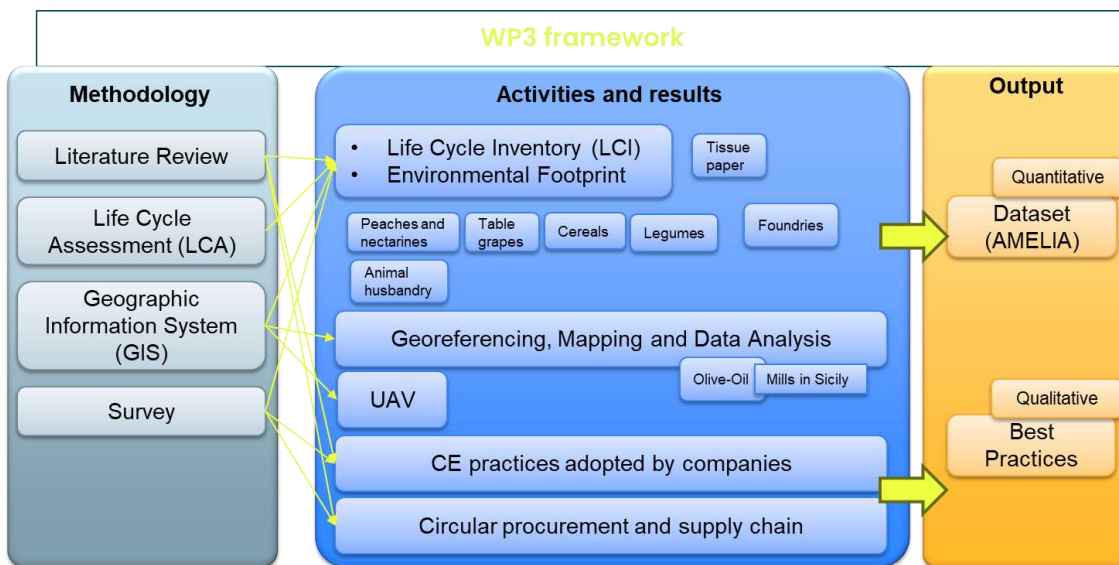 WP3 framework
Methodology
Literature Review
Life Cycle
Assessment (LCA)
Geographic
Information System
(GIS)
Survey
Activities and results
• Life Cycle Inventory (LCI)
• Environmental Footprint
Tissue
paper
Peaches and
nectarines
Table
grapes
Cereals
Legumes
Foundries
Animal
husbandry
Georeferencing, Mapping and Data Analysis
Olive-Oil
Mills in Sicily
UAV
CE practices adopted by companies
Circular procurement and supply chain
Output
Quantitative
Dataset
(AMELIA)
Qualitative
Best
Practices